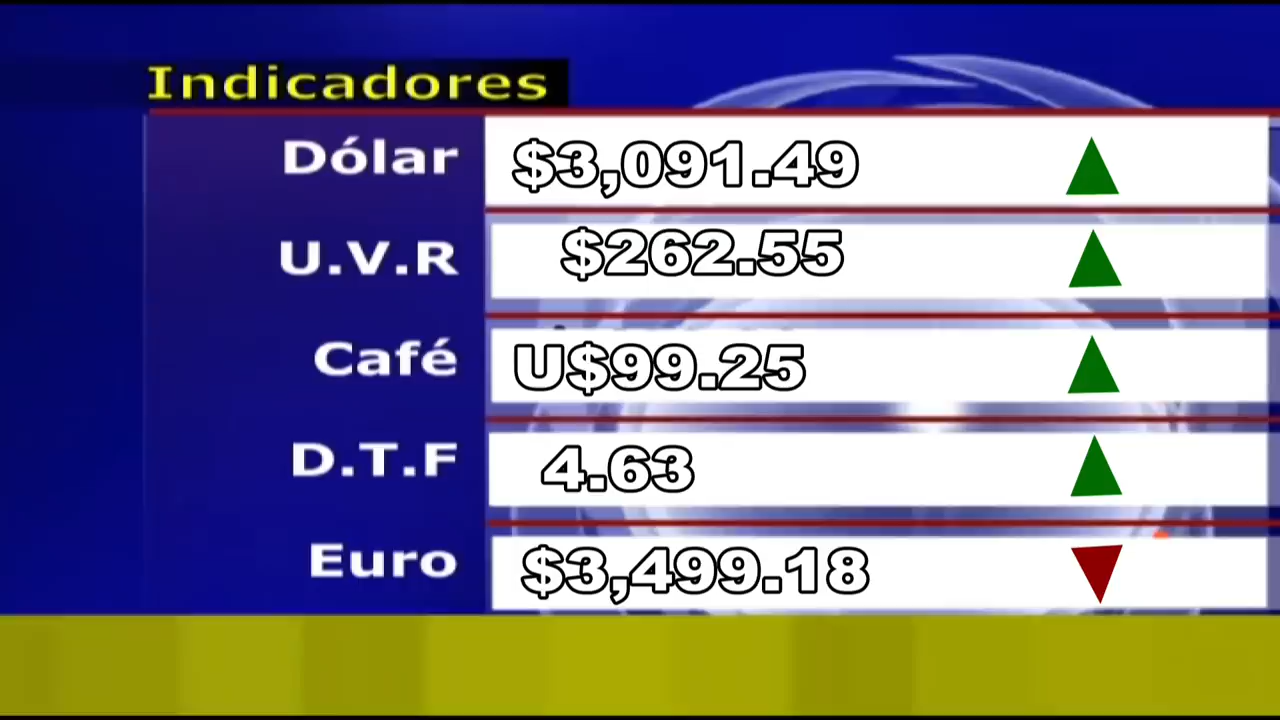 Indicadores
Dólar $3,091.49
U.V.R $262.55
Café U$99.25
D.T.F 4.63
Euro $3,499.18